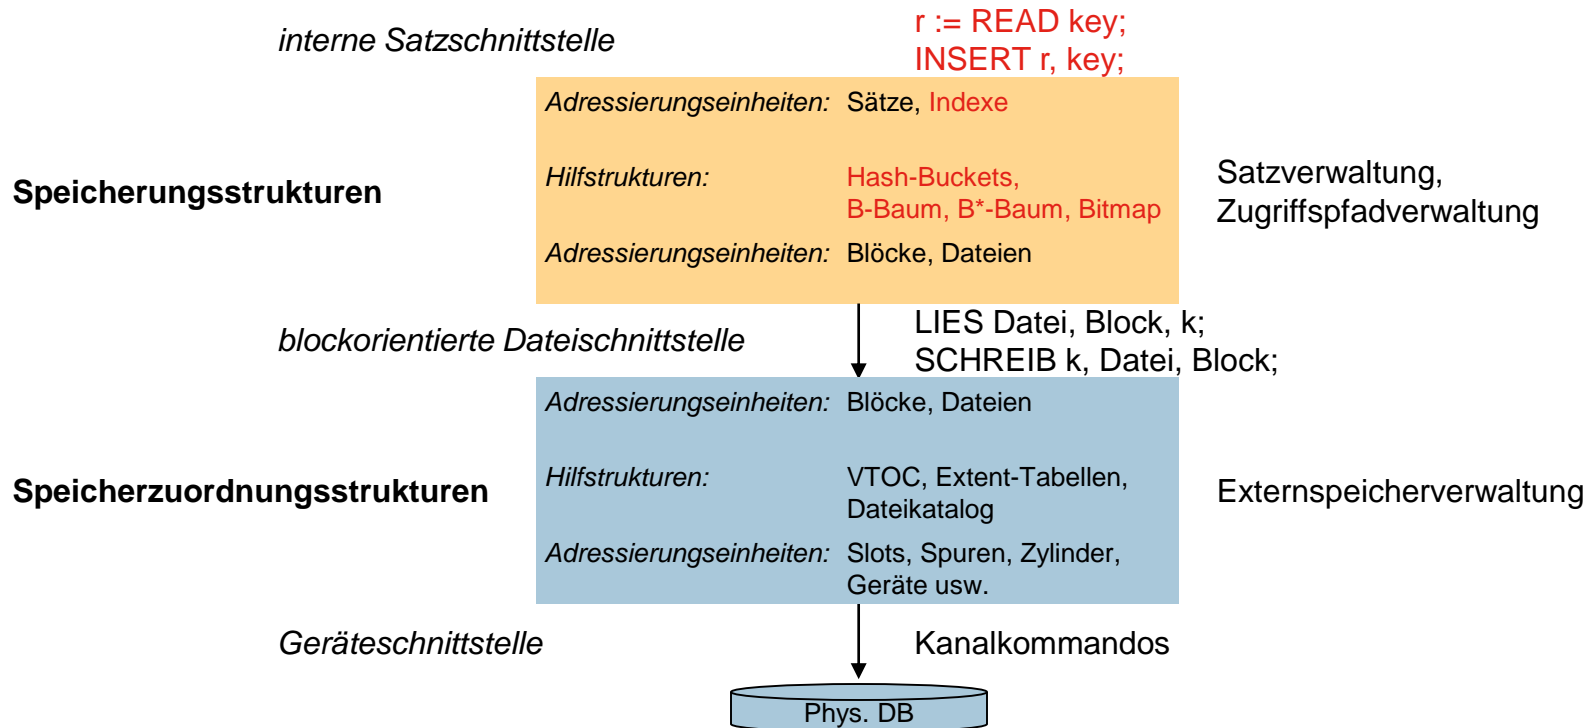 interne Satzschnittstelle
r := READ key;
INSERT r, key;
Adressierungseinheiten: Sätze, Indexe
Speicherungsstrukturen
Hilfstrukturen: Hash-Buckets,
B-Baum, B*-Baum, Bitmap
Satzverwaltung,
Zugriffspfadverwaltung
Adressierungseinheiten: Blöcke, Dateien
blockorientierte Dateischnittstelle
LIES Datei, Block, k;
SCHREIB k, Datei, Block;
Adressierungseinheiten: Blöcke, Dateien
Speicherzuordnungsstrukturen
Hilfstrukturen: VTOC, Extent-Tabellen,
Dateikatalog
Externspeicherverwaltung
Adressierungseinheiten: Slots, Spuren, Zylinder,
Geräte usw.
Geräteschnittstelle
Kanalkommandos
Phys. DB